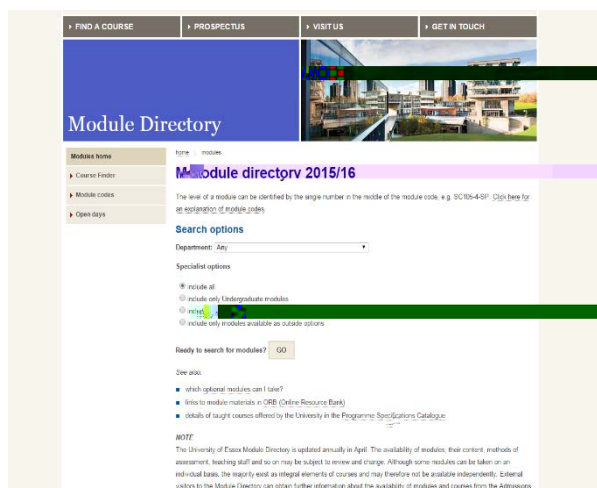 FIND A COURSE
PROSPECTUS
VISIT US
GET IN TOUCH
Module Directory
Modules home
Course Finder
Module codes
Open days
home modules
Module directory 2015/16
The level of a module can be identified by the single number in the middle of the module code, e.g. SC105-4-SP. Click here for
an explanation of module codes.
Search options
Department: Any
Specialist options
include all
include only Undergraduate modules
include only modules available as outside options
Ready to search for modules? GO
See also:
which optional modules can I take?
links to module materials in ORB (Online Resource Bank)
details of taught courses offered by the University in the Programme Specifications Catalogue
NOTE
The University of Essex Module Directory is updated annually in April. The availability of modules, their content, methods of
assessment, teaching staff and so on may be subject to review and change. Although some modules can be taken on an
individual basis, the majority exist as integral elements of courses and may therefore not be available independently. External
visitors to the Module Directory can obtain further information about the availability of modules and courses from the Admissions